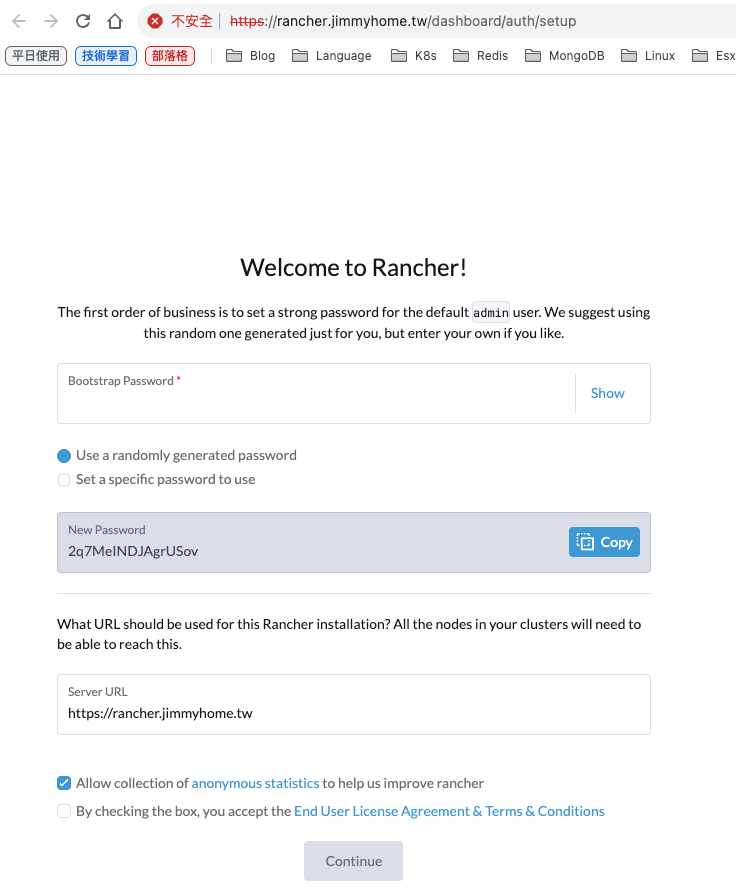 不安全 https://rancher.jimmyhome.tw/dashboard/auth/setup
平日使用 技術學習 部落格 Blog Language K8s Redis MongoDB Linux Esx
Welcome to Rancher!
The first order of business is to set a strong password for the default admin user. We suggest using
this random one generated just for you, but enter your own if you like.
Bootstrap Password *
Show
Use a randomly generated password
Set a specific password to use
New Password
2q7MeINDJAgrUSov
Copy
What URL should be used for this Rancher installation? All the nodes in your clusters will need to
be able to reach this.
Server URL
https://rancher.jimmyhome.tw
Allow collection of anonymous statistics to help us improve rancher
By checking the box, you accept the End User License Agreement & Terms & Conditions
Continue